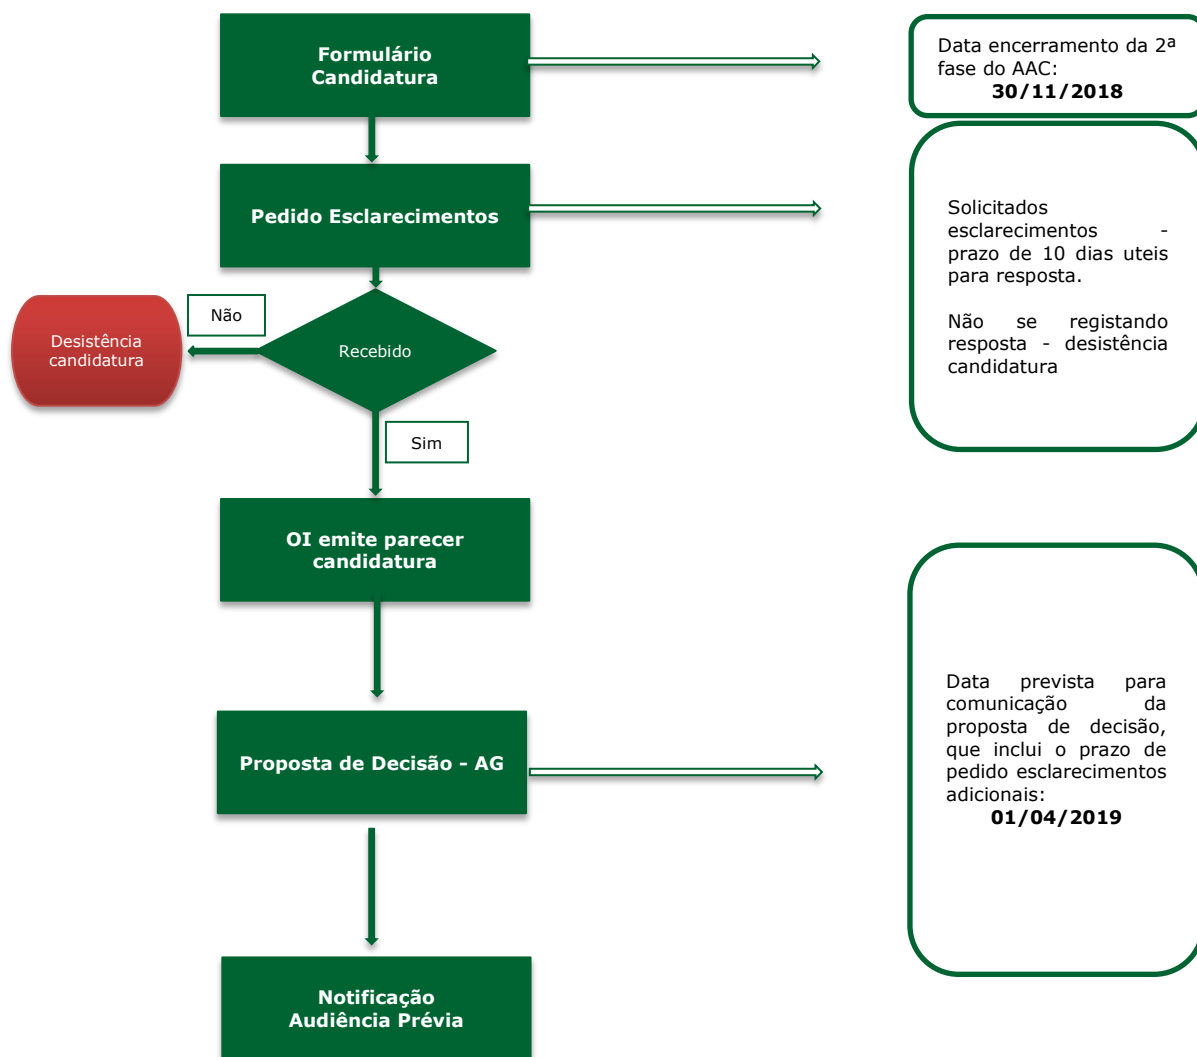 Formulário
Candidatura
Data encerramento da 2ª
fase do AAC:
30/11/2018
Pedido Esclarecimentos
Solicitados
esclarecimentos -
prazo de 10 dias uteis
para resposta.
Não se registando
resposta - desistência
candidatura
Não
Desistência
candidatura
Recebido
Sim
OI emite parecer
candidatura
Proposta de Decisão - AG
Data prevista para
comunicação da
proposta de decisão,
que inclui o prazo de
pedido esclarecimentos
adicionais:
01/04/2019
Notificação
Audiência Prévia